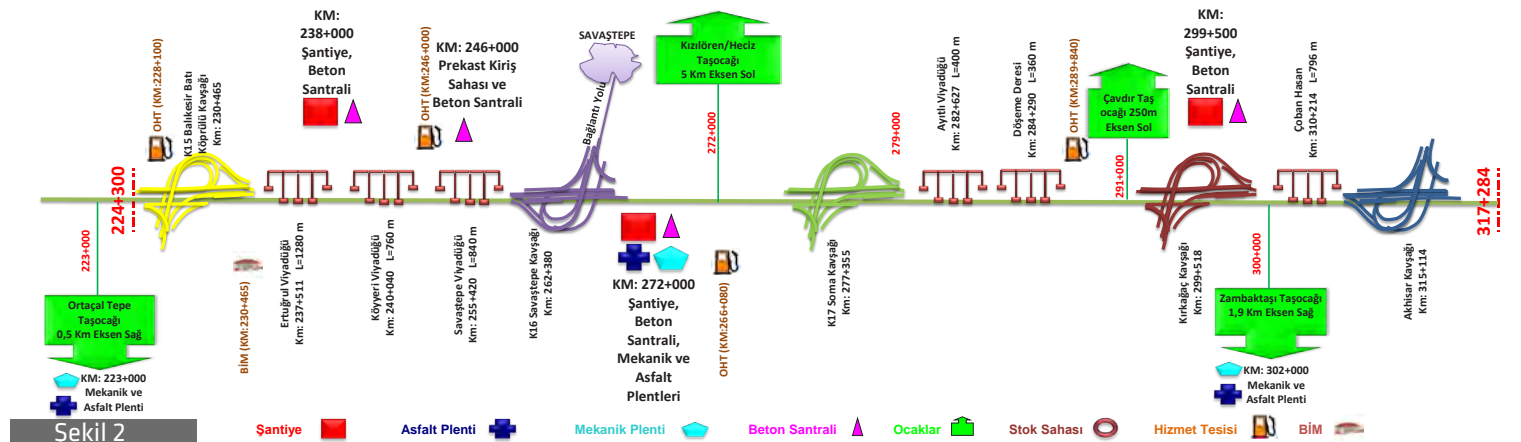 KM:
238+000
Şantiye,
Beton
Santrali
OHT (KM:228+100)
K15 Balıkesir Batı
Köprülü Kavşağı
Km: 230+465
KM: 246+000
Prekast Kiriş
Sahası ve
Beton Santrali
OHT (KM:246+000)
SAVAŞTEPE
Bağlantı Yolu
Kızılören/Heciz
Taşocağı
5 Km Eksen Sol
272+000
279+000
Ayıtlı Viyadüğü
Km: 282+627 L=400 m
Döşeme Deresi
Km: 284+290 L=360 m
OHT (KM:289+840)
Çavdır Taş
ocağı 250m
Eksen Sol
291+000
KM:
299+500
Şantiye,
Beton
Santrali
Çoban Hasan
Km: 310+214 L=796 m
224+300
317+284
223+000
Ortaçal Tepe
Taşocağı
0,5 Km Eksen Sağ
KM: 223+000
Mekanik ve
Asfalt Plenti
BİM (KM:230+465)
Ertuğrul Viyadüğü
Km: 237+511 L=1280 m
Köyyeri Viyadüğü
Km: 240+040 L=760 m
Savaştepe Viyadüğü
Km: 255+420 L=840 m
K16 Savaştepe Kavşağı
Km: 262+380
KM: 272+000
Şantiye,
Beton
Santrali,
Mekanik ve
Asfalt
Plentleri
OHT (KM:266+080)
K17 Soma Kavşağı
Km: 277+355
Kırkağaç Kavşağı
Km: 299+518
300+000
Zambaktaşı Taşocağı
1,9 Km Eksen Sağ
KM: 302+000
Mekanik ve
Asfalt Plenti
Akhisar Kavşağı
Km: 315+114
Şekil 2
Şantiye
Asfalt Plenti
Mekanik Plenti
Beton Santrali
Ocaklar
Stok Sahası
Hizmet Tesisi
BİM